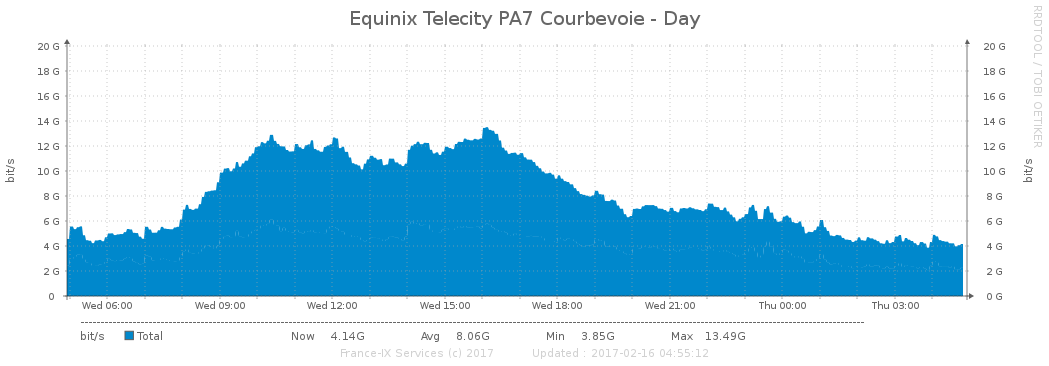 Equinix Telecity PA7 Courbevoie - Day
RRDTOOL / TOBI OETIKER
20 G 20 G
18 G 18 G
16 G 16 G
14 G 14 G
12 G 12 G
10 G 10 G
8 G 8 G
6 G 6 G
4 G 4 G
2 G 2 G
0 0 G
bit/s
bit/s
Wed 06:00 Wed 09:00 Wed 12:00 Wed 15:00 Wed 18:00 Wed 21:00 Thu 00:00 Thu 03:00
bit/s Total Now 4.14G Avg 8.06G Min 3.85G Max 13.49G
France-IX Services (c) 2017 Updated : 2017-02-16 04:55:12